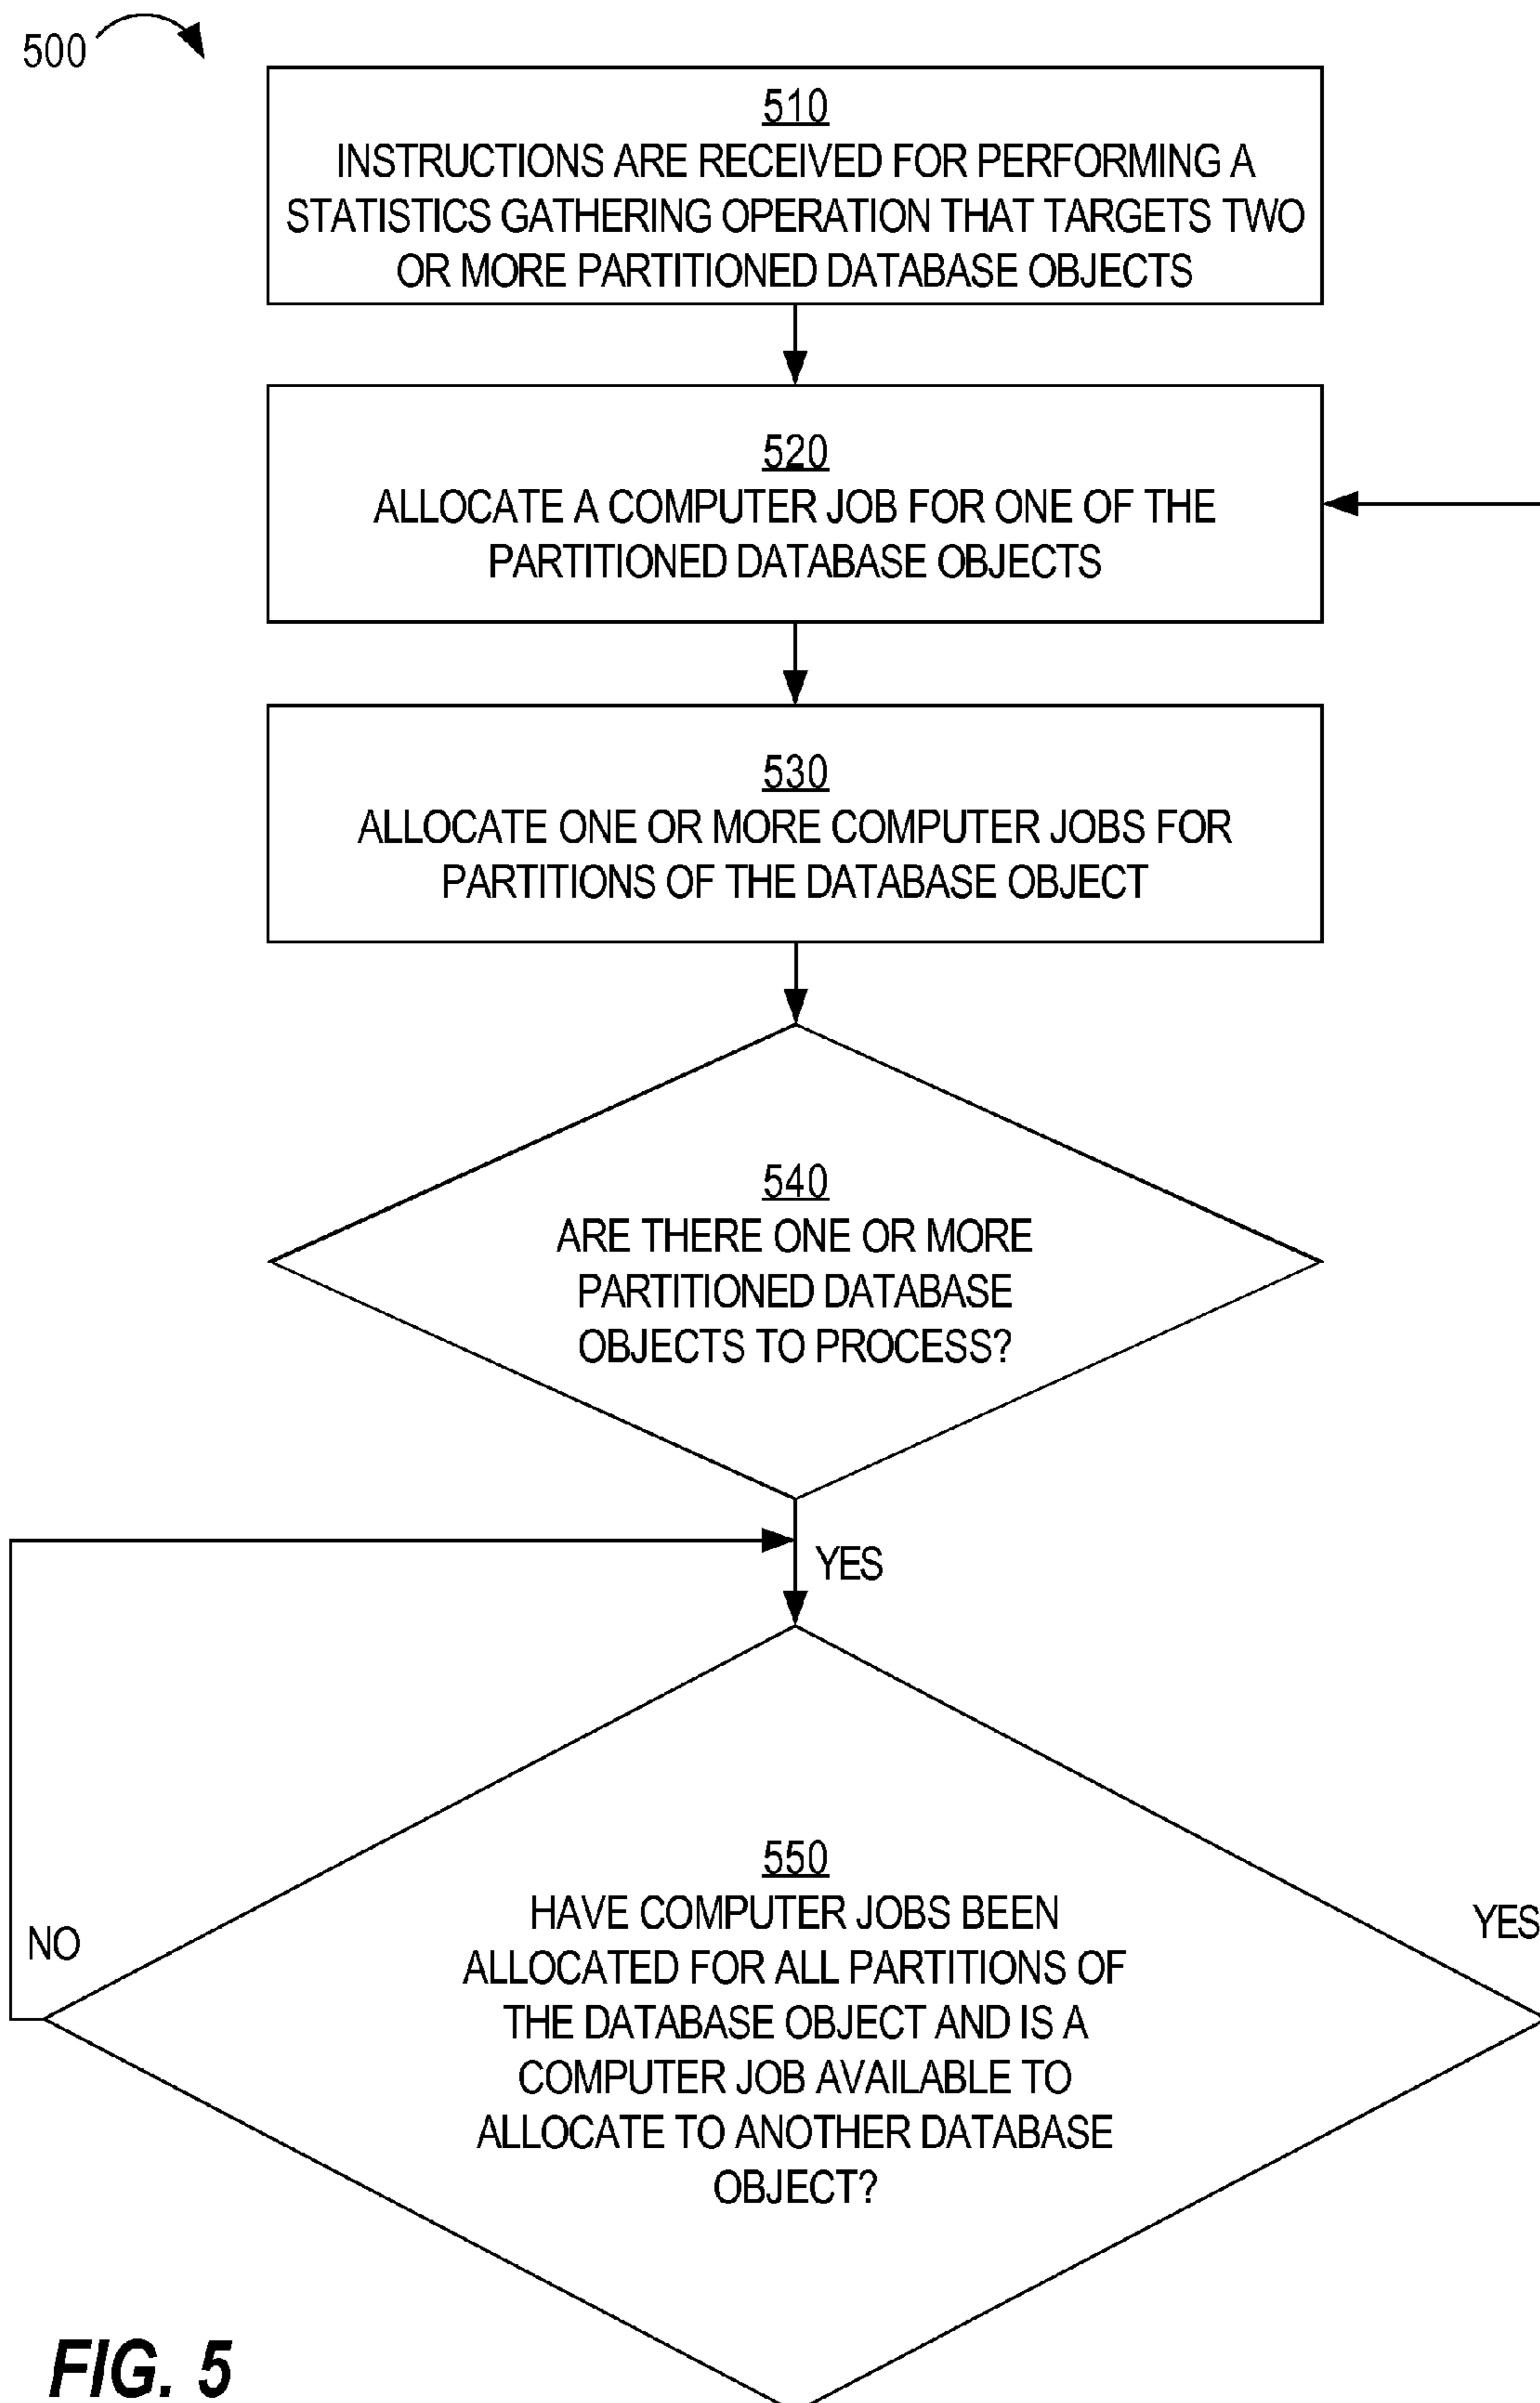 500
510
INSTRUCTIONS ARE RECEIVED FOR PERFORMING A
STATISTICS GATHERING OPERATION THAT TARGETS TWO
OR MORE PARTITIONED DATABASE OBJECTS
520
ALLOCATE A COMPUTER JOB FOR ONE OF THE
PARTITIONED DATABASE OBJECTS
530
ALLOCATE ONE OR MORE COMPUTER JOBS FOR
PARTITIONS OF THE DATABASE OBJECT
540
ARE THERE ONE OR MORE
PARTITIONED DATABASE
OBJECTS TO PROCESS?
YES
550
HAVE COMPUTER JOBS BEEN
ALLOCATED FOR ALL PARTITIONS OF
THE DATABASE OBJECT AND IS A
COMPUTER JOB AVAILABLE TO
ALLOCATE TO ANOTHER DATABASE
OBJECT?
NO
YES
FIG. 5